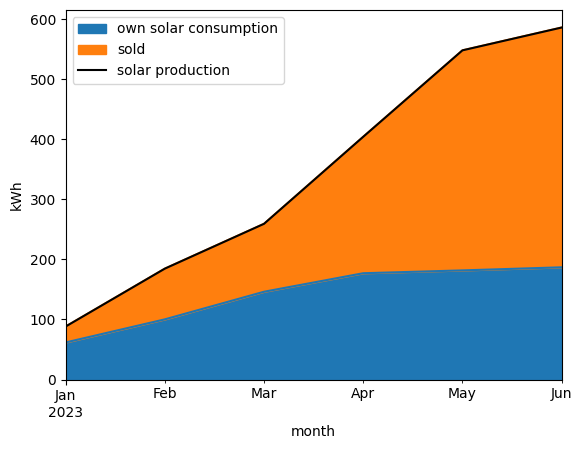 own solar consumption
sold
solar production
600
500
400
300
200
100
0
kWh
Jan
2023
Feb
Mar
Apr
May
Jun
month